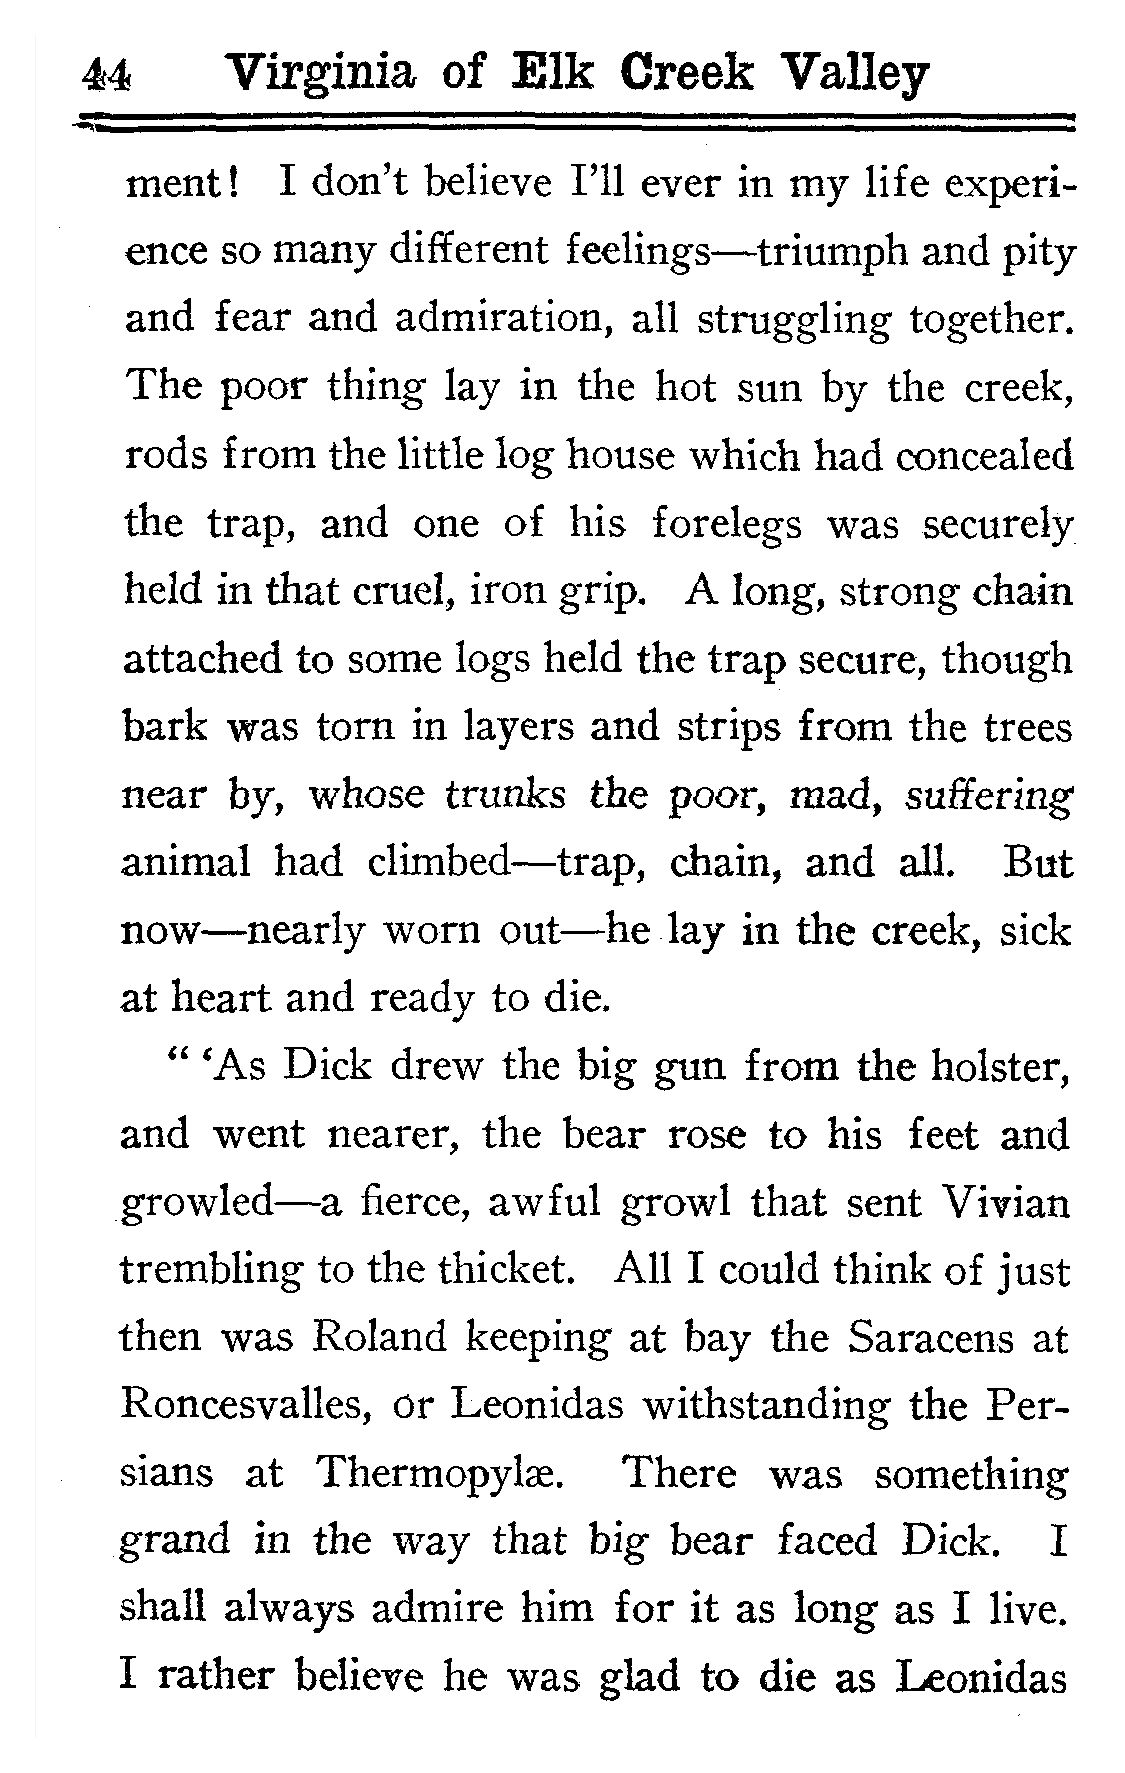 44 Virginia of Elk Creek Valley
ment! I don't believe I'll ever in my life experi-
ence so many different feelings—triumph and pity
and fear and admiration, all struggling together.
The poor thing lay in the hot sun by the creek,
rods from the little log house which had concealed
the trap, and one of his forelegs was securely
held in that cruel, iron grip. A long, strong chain
attached to some logs held the trap secure, though
bark was torn in layers and strips from the trees
near by, whose trunks the poor, mad, suffering
animal had climbed—trap, chain, and all. But
now—nearly worn out—he lay in the creek, sick
at heart and ready to die.
“ ‘As Dick drew the big gun from the holster,
and went nearer, the bear rose to his feet and
growled—a fierce, awful growl that sent Vivian
trembling to the thicket. All I could think of just
then was Roland keeping at bay the Saracens at
Roncesvalles, or Leonidas withstanding the Per-
sians at Thermopylæ. There was something
grand in the way that big bear faced Dick. I
shall always admire him for it as long as I live.
I rather believe he was glad to die as Leonidas